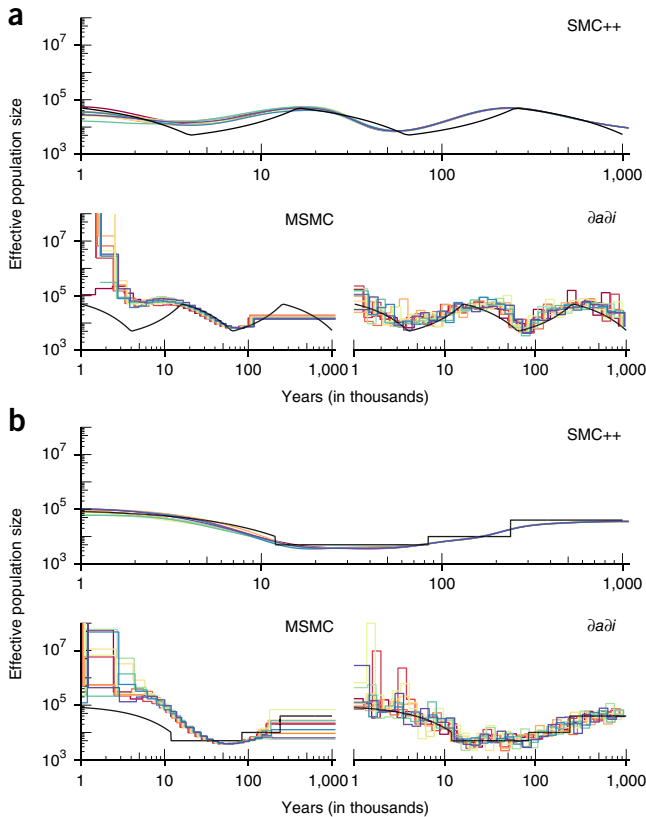 a
SMC++
10^7
10^5
10^3
1 10 100 1,000
Effective population size
MSMC
∂a∂i
10^7
10^5
10^3
1 10 100 1,000 1 10 100 1,000
Years (in thousands)
b
SMC++
10^7
10^5
10^3
1 10 100 1,000
Effective population size
MSMC
∂a∂i
10^7
10^5
10^3
1 10 100 1,000 1 10 100 1,000
Years (in thousands)